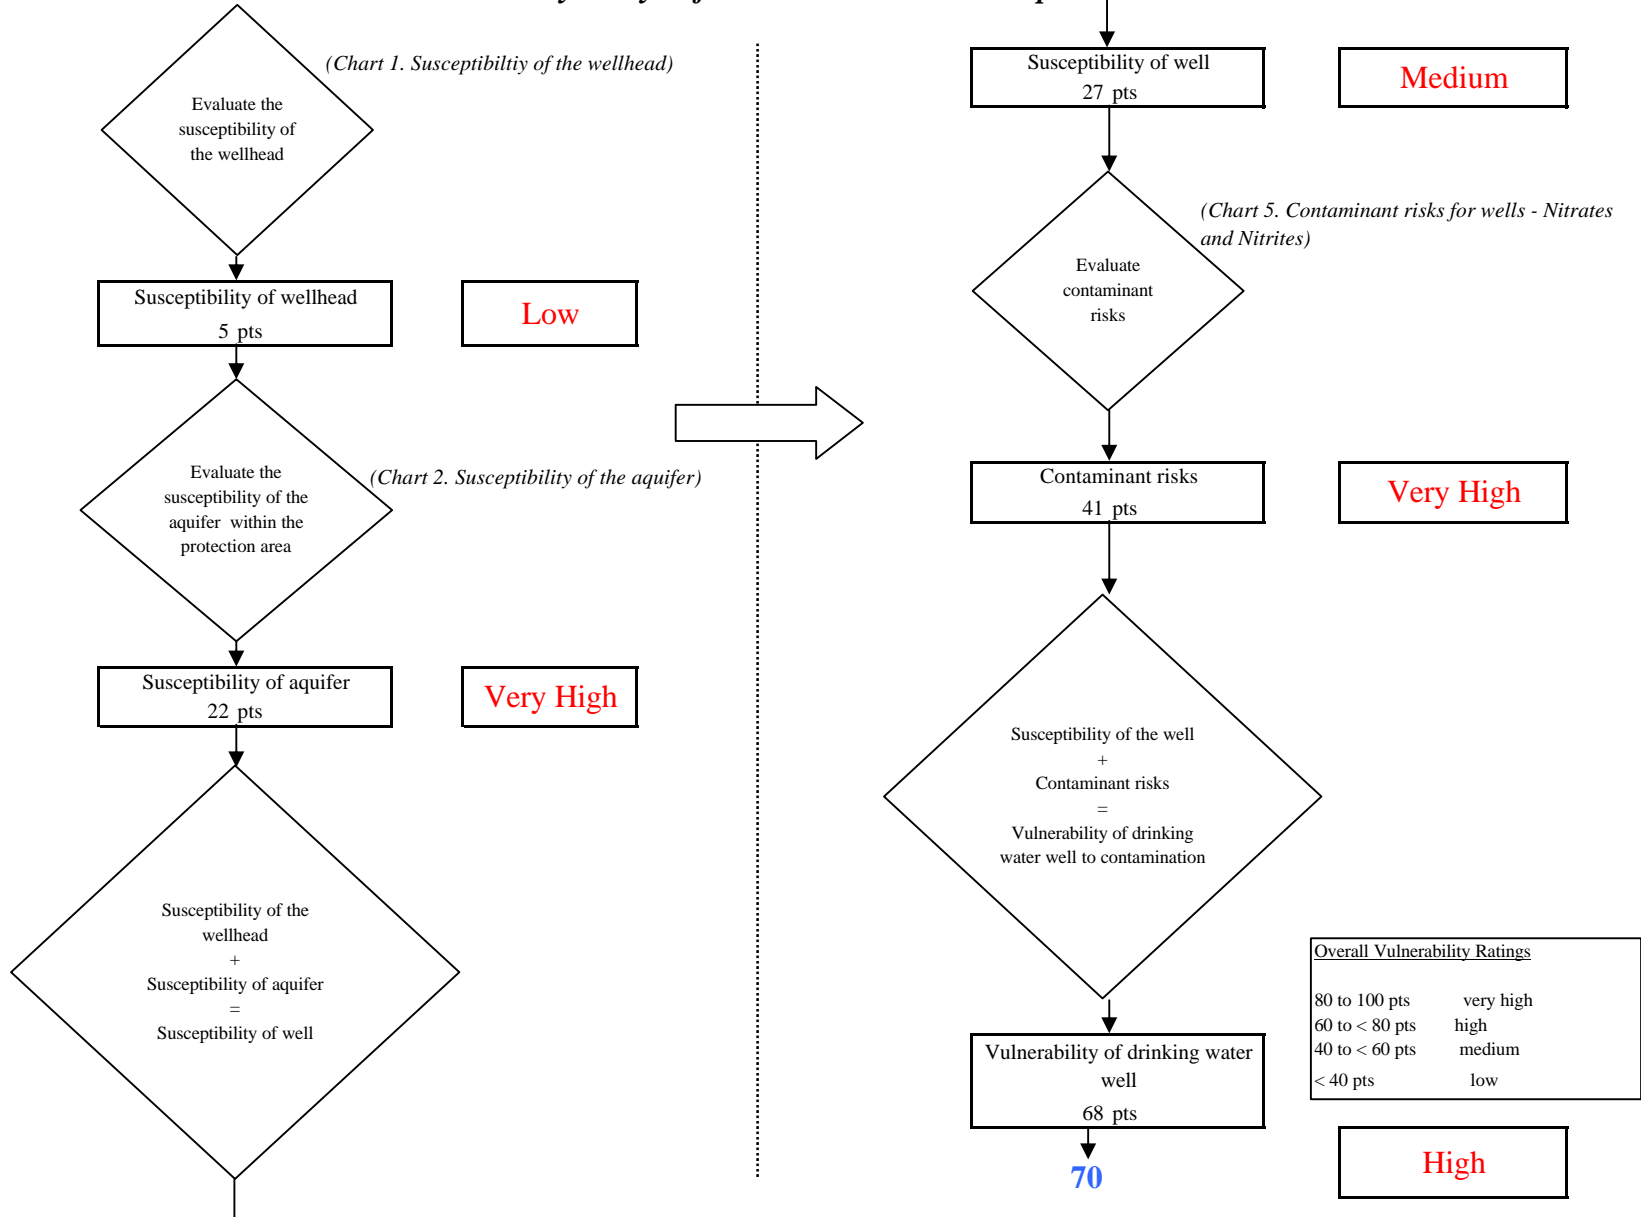 (Chart 1. Susceptibiltiy of the wellhead)
Evaluate the
susceptibility of
the wellhead
Susceptibility of wellhead
5 pts
Low
Evaluate the
susceptibility of the
aquifer within the
protection area
(Chart 2. Susceptibility of the aquifer)
Susceptibility of aquifer
22 pts
Very High
Susceptibility of the
wellhead
+
Susceptibility of aquifer
=
Susceptibility of well
Susceptibility of well
27 pts
Medium
(Chart 5. Contaminant risks for wells - Nitrates
and Nitrites)
Evaluate
contaminant
risks
Contaminant risks
41 pts
Very High
Susceptibility of the well
+
Contaminant risks
=
Vulnerability of drinking
water well to contamination
Overall Vulnerability Ratings
80 to 100 pts very high
60 to < 80 pts high
40 to < 60 pts medium
< 40 pts low
Vulnerability of drinking water
well
68 pts
70
High